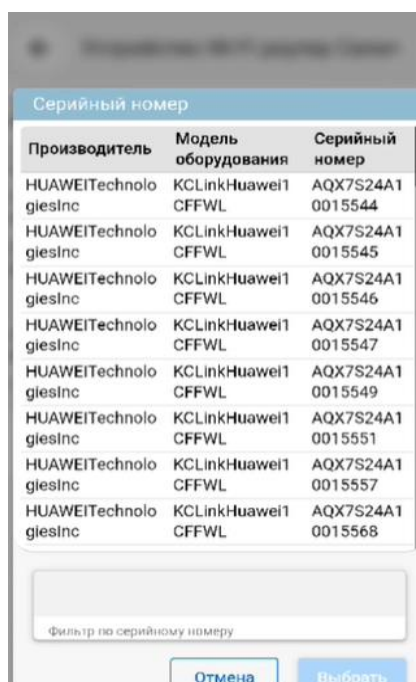 Серийный номер
Производитель Модель оборудования Серийный номер
HUAWEITechnolo KCLinkHuawei1 AQX7S24A1
giesInc CFFWL 0015544
HUAWEITechnolo KCLinkHuawei1 AQX7S24A1
giesInc CFFWL 0015545
HUAWEITechnolo KCLinkHuawei1 AQX7S24A1
giesInc CFFWL 0015546
HUAWEITechnolo KCLinkHuawei1 AQX7S24A1
giesInc CFFWL 0015547
HUAWEITechnolo KCLinkHuawei1 AQX7S24A1
giesInc CFFWL 0015549
HUAWEITechnolo KCLinkHuawei1 AQX7S24A1
giesInc CFFWL 0015551
HUAWEITechnolo KCLinkHuawei1 AQX7S24A1
giesInc CFFWL 0015557
HUAWEITechnolo KCLinkHuawei1 AQX7S24A1
giesInc CFFWL 0015568
Фильтр по серийному номеру
Отмена Выбрать